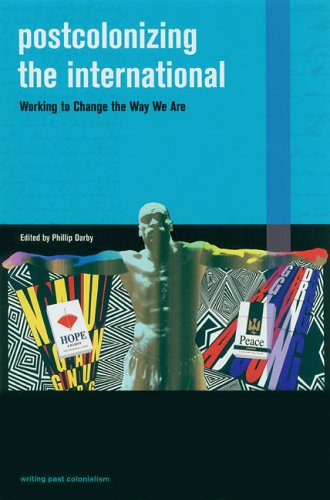 postcolonizing
the international
Working to Change the Way We Are
Edited by Phillip Darby
HOPE
Peace
writing past colonialism